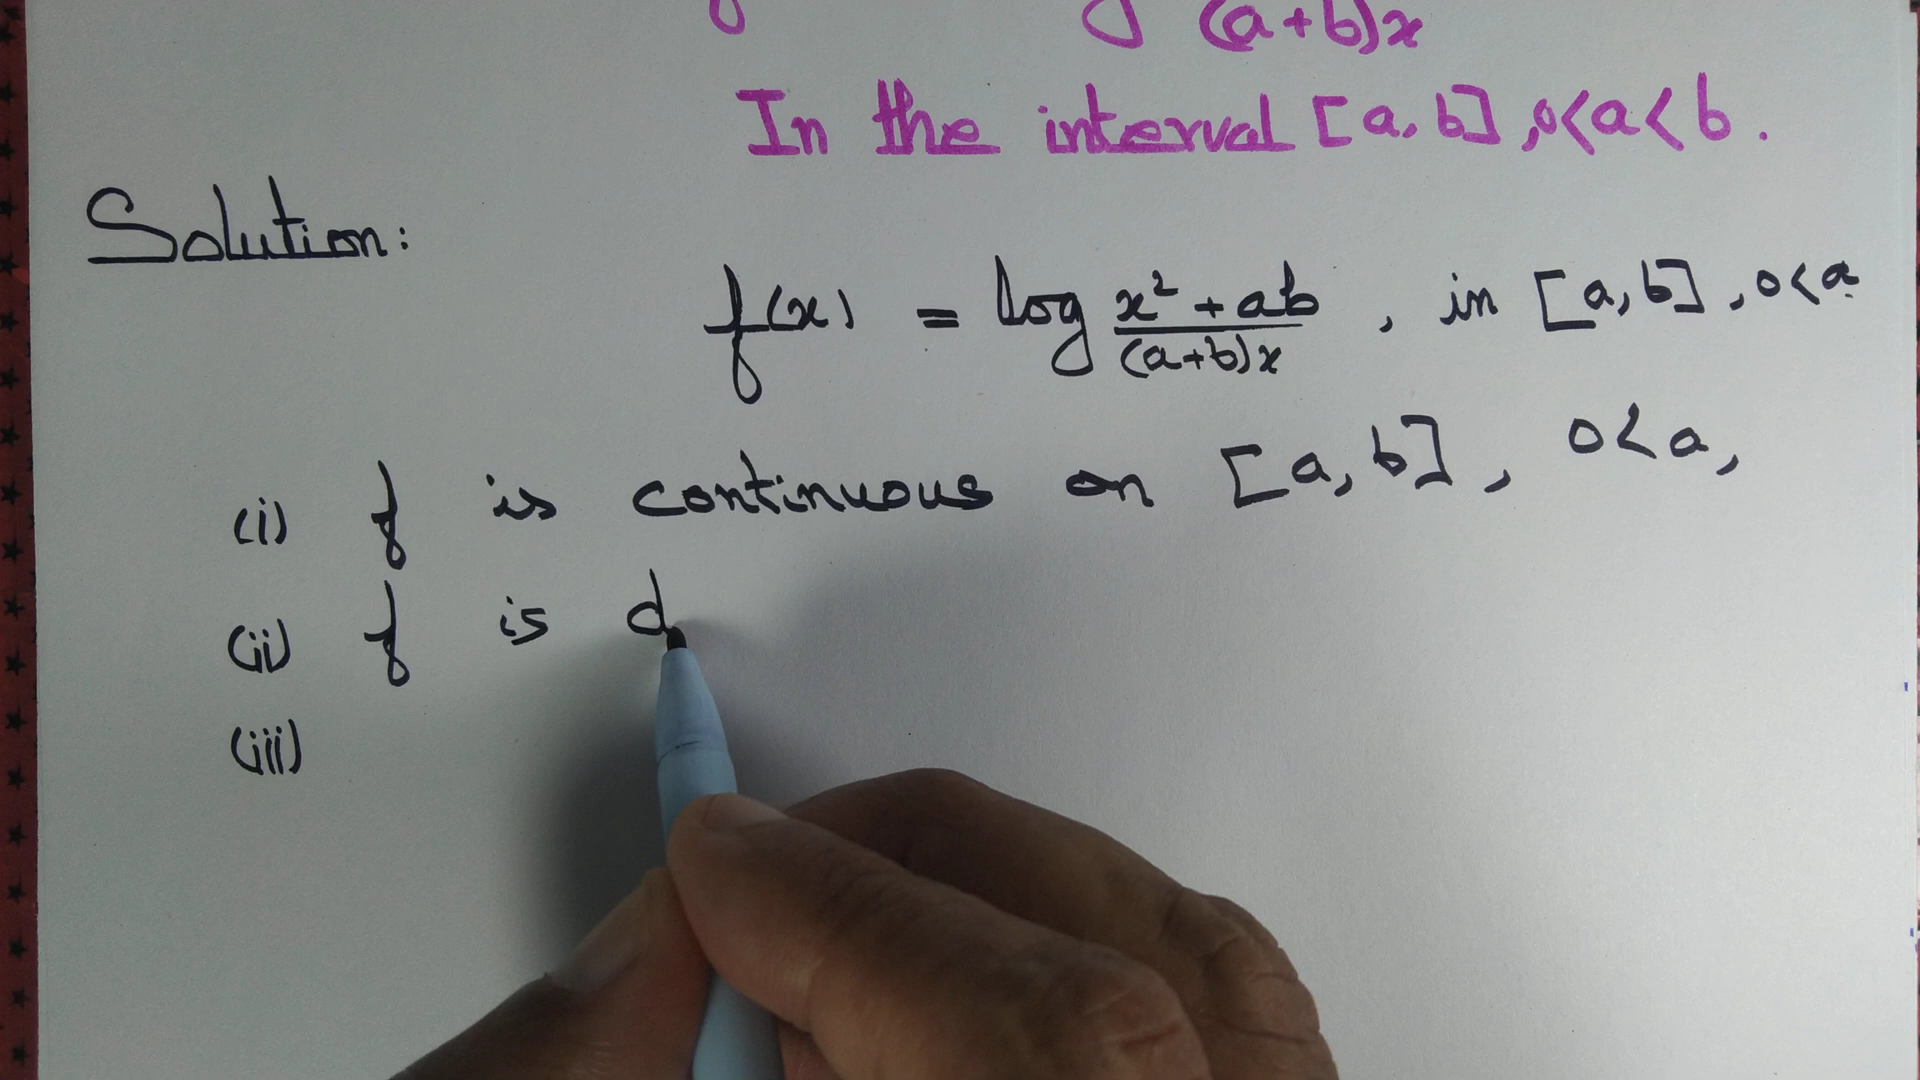 (a+b)x
In the interval [a, b], 0<a<b.
Solution:
f(x) = log x² + ab / (a+b)x , in [a, b], 0<a
(i) f is continuous on [a, b], 0<a,
(ii) f is d
(iii)